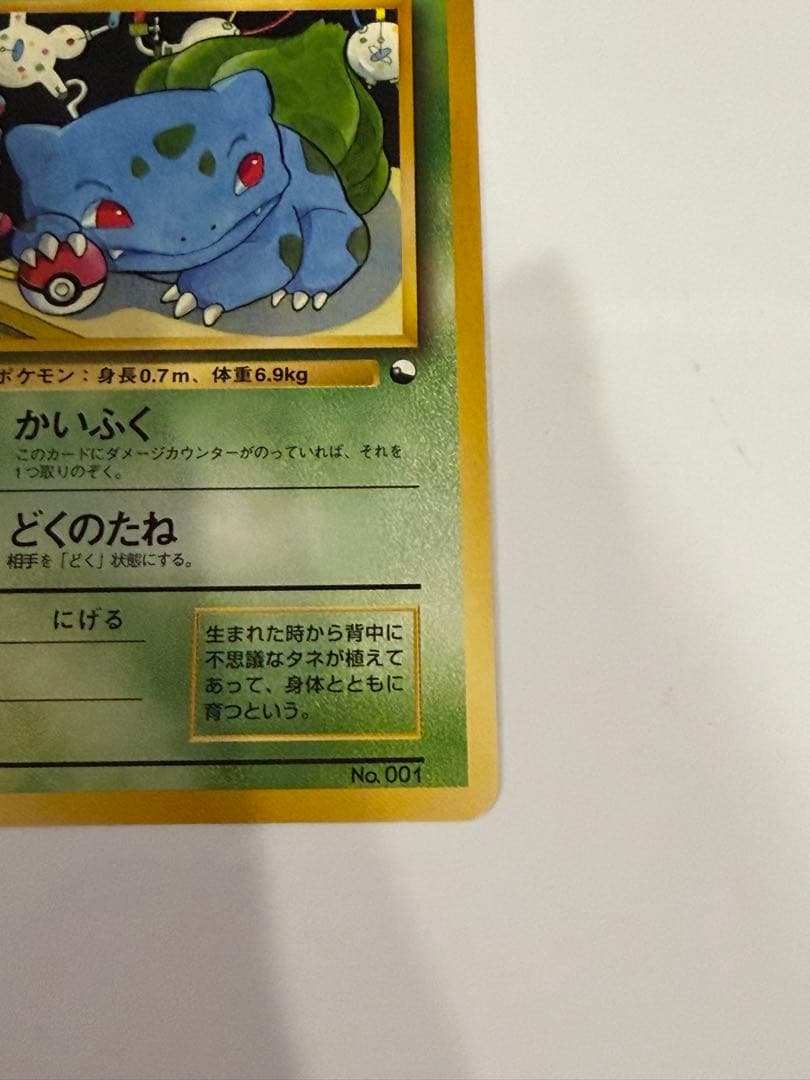 ポケモン：身長0.7m、体重6.9kg
かいふく
このカードにダメージカウンターがのっていれば、それを
1つ取りのぞく。
どくのたね
相手を「どく」状態にする。
にげる
生まれた時から背中に
不思議なタネが植えて
あって、身体とともに
育つという。
No.001